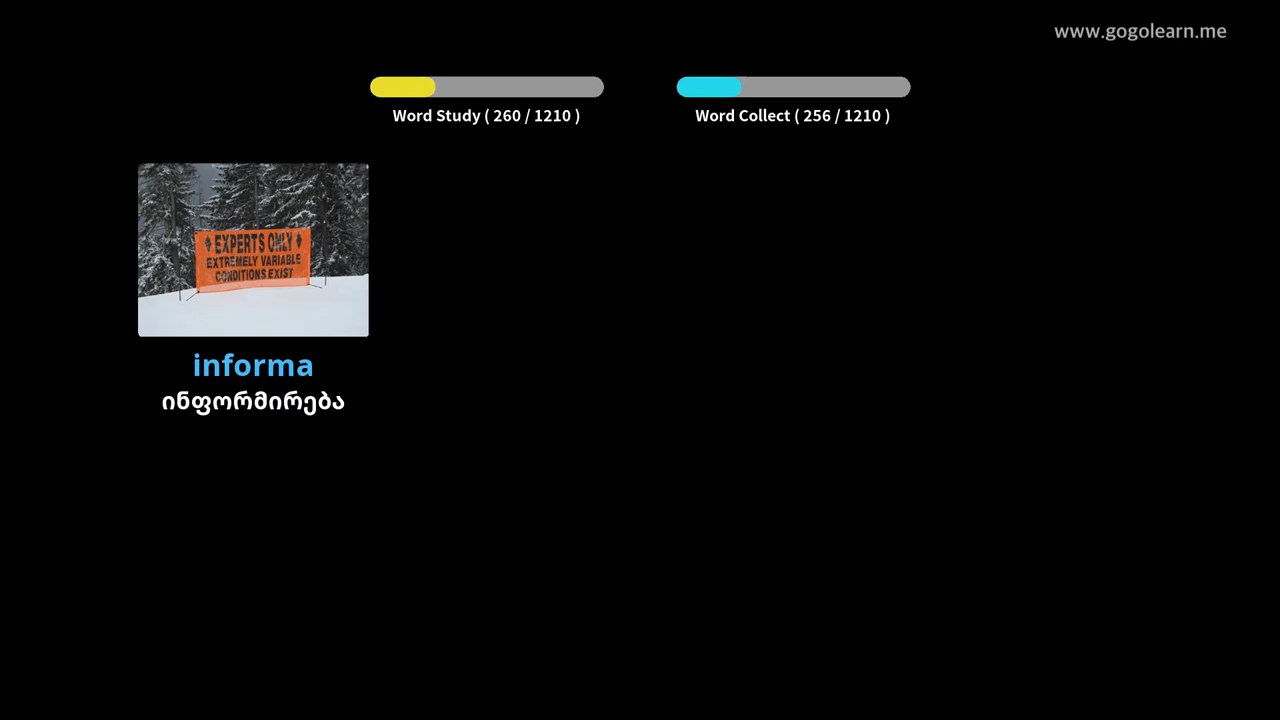 www.gogolearn.me
Word Study ( 260 / 1210 )
Word Collect ( 256 / 1210 )
EXPERTS ONLY
EXTREMELY VARIABLE
CONDITIONS EXIST
informa
ინფორმირება